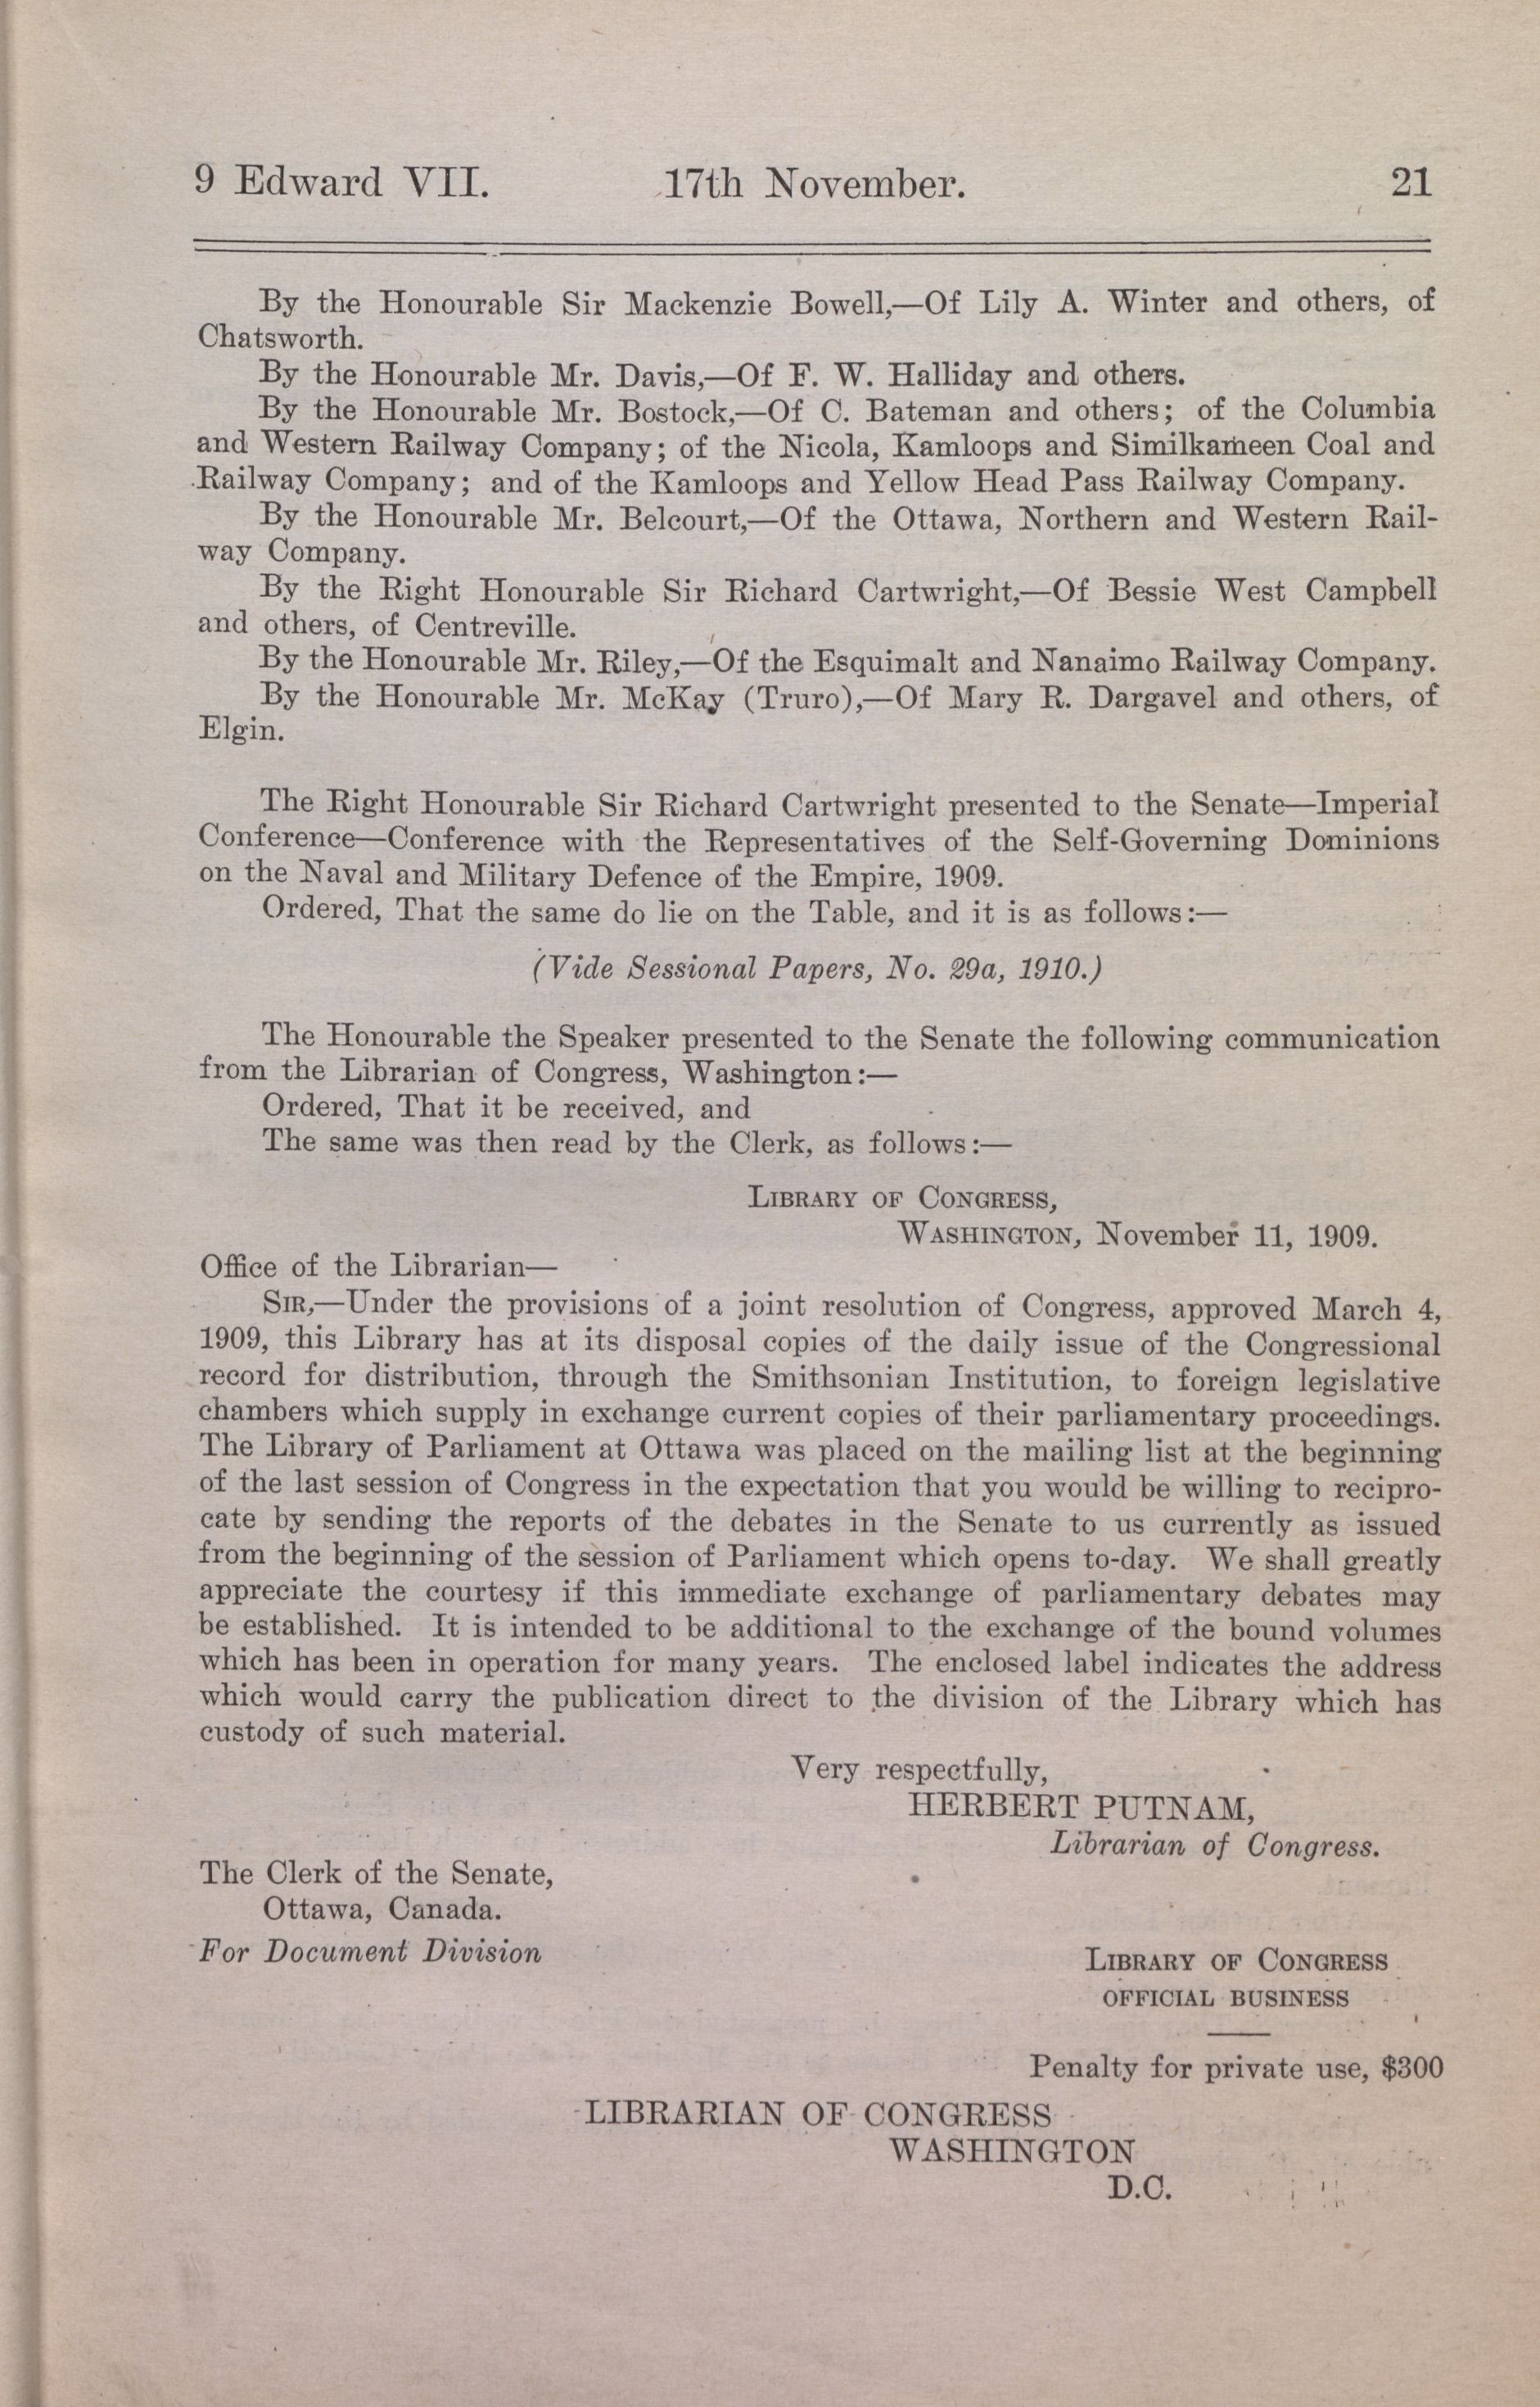 9 Edward VII. 17th November. 21
By the Honourable Sir Mackenzie Bowell,—Of Lily A. Winter and others, of
Chatsworth.
By the Honourable Mr. Davis,—Of F. W. Halliday and others.
By the Honourable Mr. Bostock,—Of C. Bateman and others; of the Columbia
and Western Railway Company; of the Nicola, Kamloops and Similkameen Coal and
Railway Company; and of the Kamloops and Yellow Head Pass Railway Company.
By the Honourable Mr. Belcourt,—Of the Ottawa, Northern and Western Rail-
way Company.
By the Right Honourable Sir Richard Cartwright,—Of Bessie West Campbell
and others, of Centreville.
By the Honourable Mr. Riley,—Of the Esquimalt and Nanaimo Railway Company.
By the Honourable Mr. McKay (Truro),—Of Mary R. Dargavel and others, of
Elgin.
The Right Honourable Sir Richard Cartwright presented to the Senate—Imperial
Conference—Conference with the Representatives of the Self-Governing Dominions
on the Naval and Military Defence of the Empire, 1909.
Ordered, That the same do lie on the Table, and it is as follows:—
(Vide Sessional Papers, No. 29a, 1910.)
The Honourable the Speaker presented to the Senate the following communication
from the Librarian of Congress, Washington:—
Ordered, That it be received, and
The same was then read by the Clerk, as follows:—
LIBRARY OF CONGRESS,
WASHINGTON, November 11, 1909.
Office of the Librarian—
SIR,—Under the provisions of a joint resolution of Congress, approved March 4,
1909, this Library has at its disposal copies of the daily issue of the Congressional
record for distribution, through the Smithsonian Institution, to foreign legislative
chambers which supply in exchange current copies of their parliamentary proceedings.
The Library of Parliament at Ottawa was placed on the mailing list at the beginning
of the last session of Congress in the expectation that you would be willing to recipro-
cate by sending the reports of the debates in the Senate to us currently as issued
from the beginning of the session of Parliament which opens to-day. We shall greatly
appreciate the courtesy if this immediate exchange of parliamentary debates may
be established. It is intended to be additional to the exchange of the bound volumes
which has been in operation for many years. The enclosed label indicates the address
which would carry the publication direct to the division of the Library which has
custody of such material.
Very respectfully,
HERBERT PUTNAM,
Librarian of Congress.
The Clerk of the Senate,
Ottawa, Canada.
For Document Division
LIBRARY OF CONGRESS
OFFICIAL BUSINESS
Penalty for private use, $300
LIBRARIAN OF CONGRESS
WASHINGTON
D.C.